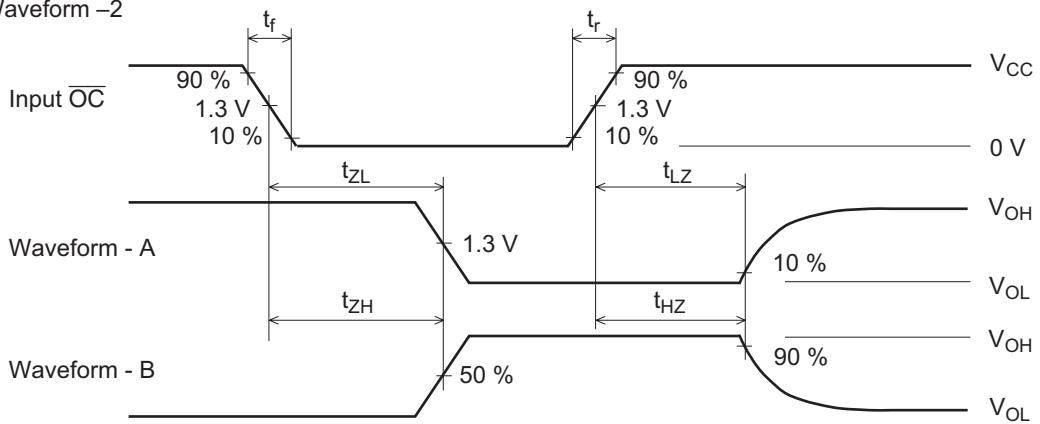 Waveform –2
t_f
t_r
90 %
90 %
V_CC
Input O̅C̅
1.3 V
1.3 V
10 %
10 %
0 V
t_ZL
t_LZ
V_OH
Waveform - A
1.3 V
10 %
V_OL
t_ZH
t_HZ
V_OH
90 %
Waveform - B
50 %
V_OL